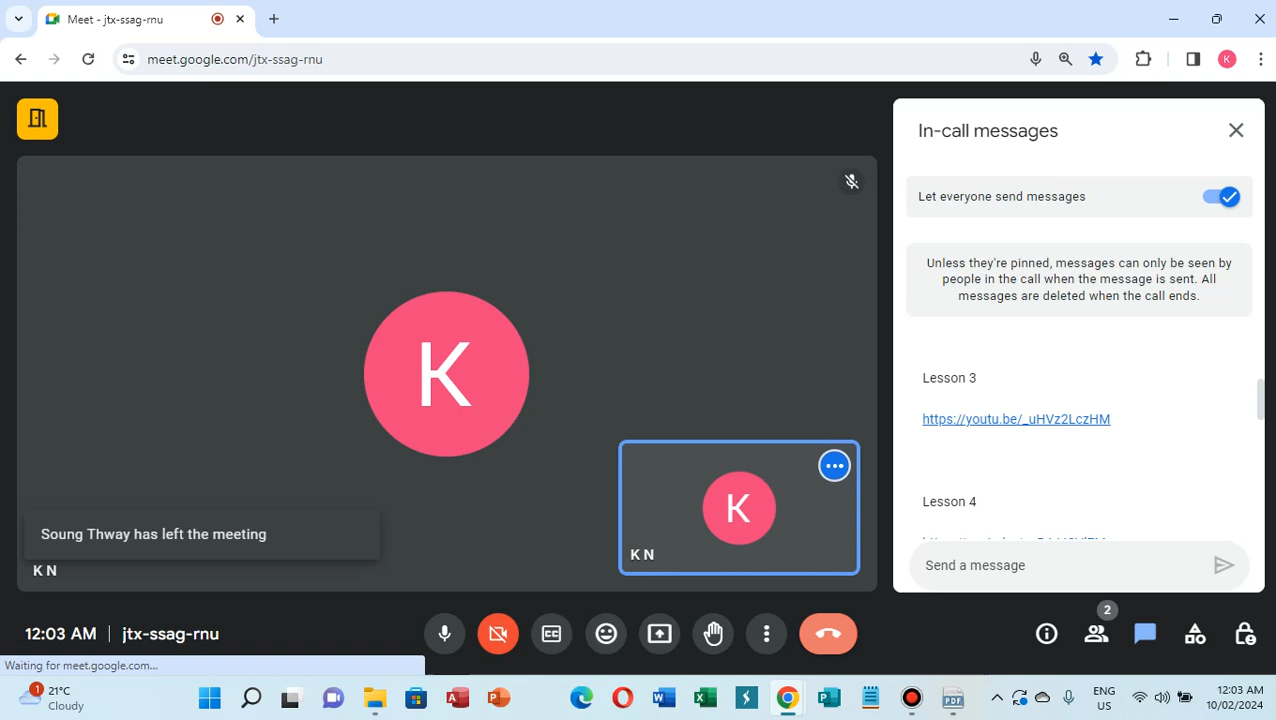 Meet - jtx-ssag-rnu
meet.google.com/jtx-ssag-rnu
K
In-call messages
Let everyone send messages
Unless they're pinned, messages can only be seen by
people in the call when the message is sent. All
messages are deleted when the call ends.
Lesson 3
https://youtu.be/_uHVz2LczHM
Lesson 4
Send a message
K
K
K N
Soung Thway has left the meeting
K N
12:03 AM
jtx-ssag-rnu
2
Waiting for meet.google.com...
1
21°C
Cloudy
ENG
US
12:03 AM
10/02/2024